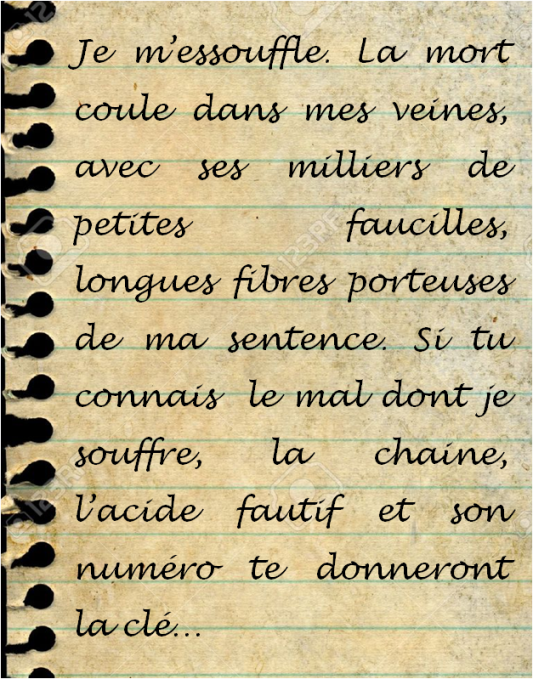 Je m'essouffle. La mort
coule dans mes veines,
avec ses milliers de
petites faucilles,
longues fibres porteuses
de ma sentence. Si tu
connais le mal dont je
souffre, la chaine,
l'acide fautif et son
numéro te donneront
la clé...